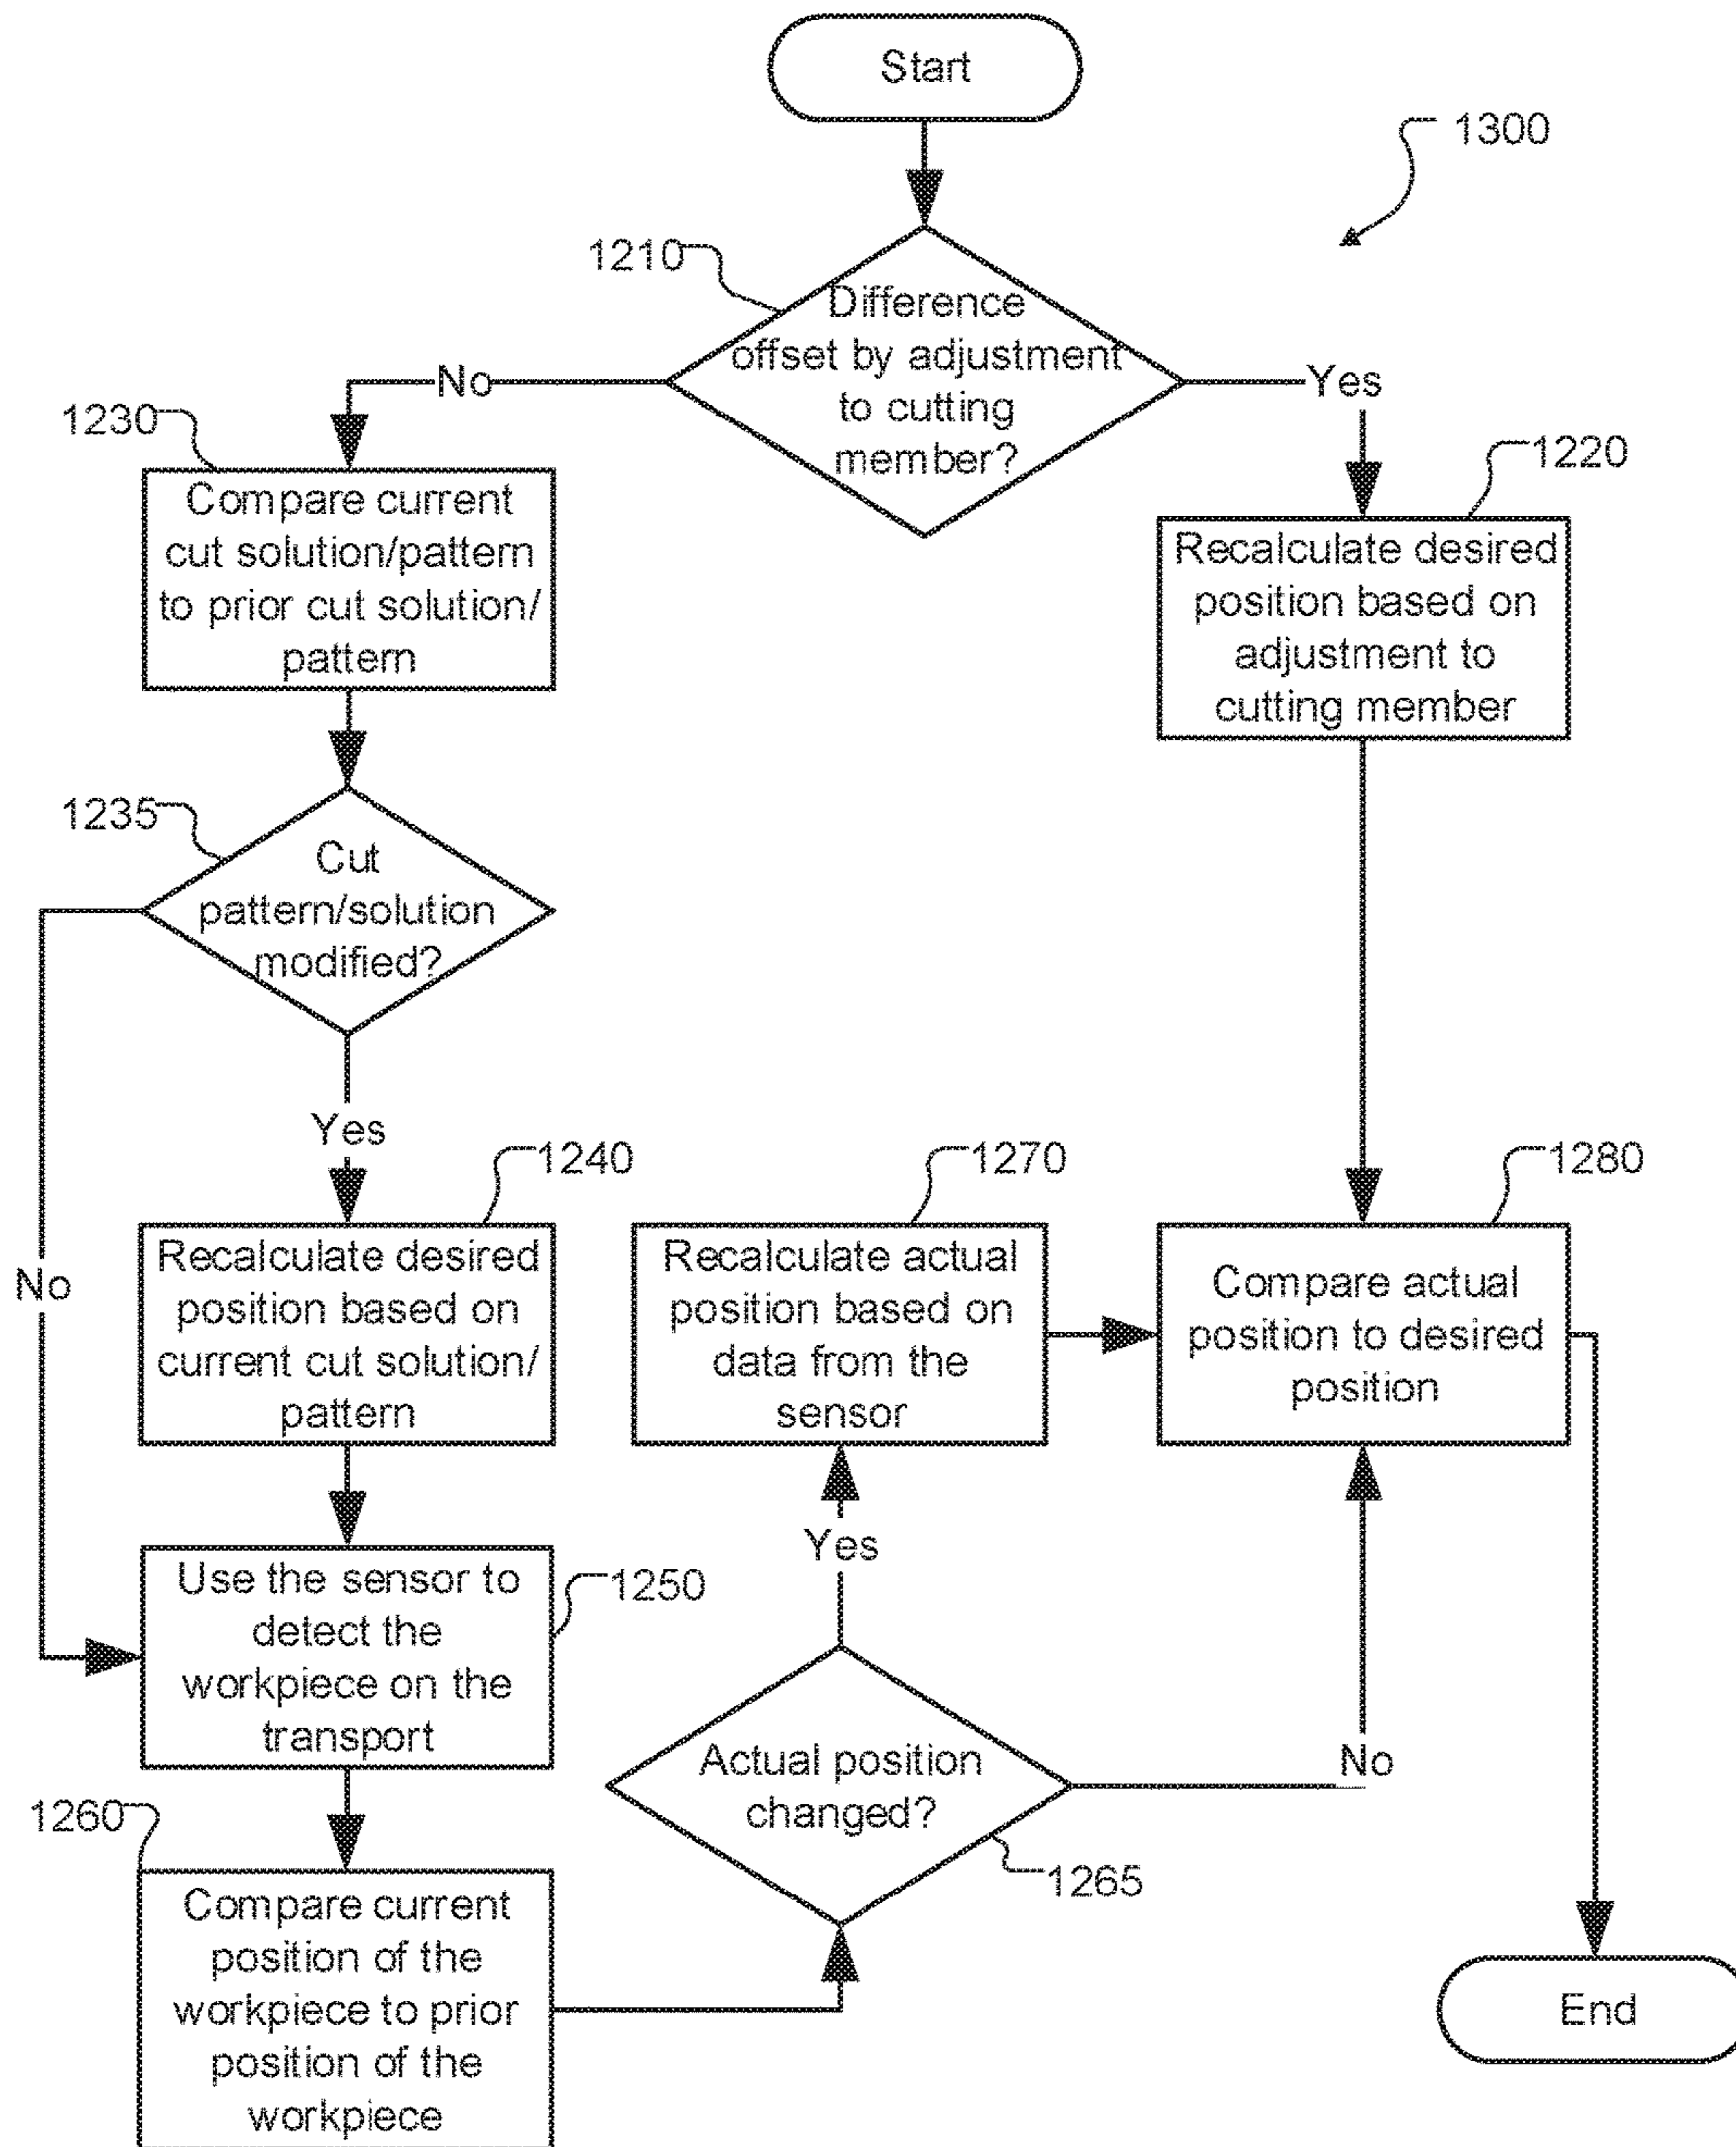 Start
1300
1210
Difference
offset by adjustment
to cutting
member?
No
Yes
1230
Compare current
cut solution/pattern
to prior cut solution/
pattern
1220
Recalculate desired
position based on
adjustment to
cutting member
1235
Cut
pattern/solution
modified?
Yes
No
1240
Recalculate desired
position based on
current cut solution/
pattern
1270
Recalculate actual
position based on
data from the
sensor
1280
Compare actual
position to desired
position
Yes
1250
Use the sensor to
detect the
workpiece on the
transport
Actual position
changed?
No
1265
1260
Compare current
position of the
workpiece to prior
position of the
workpiece
End